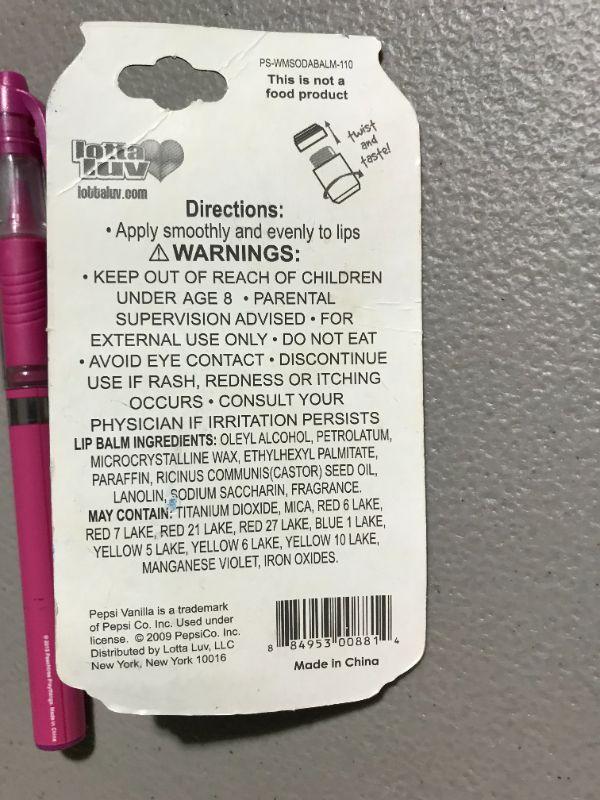 PS-WMSODABALM-110
This is not a
food product
twist
and
taste!
lotta
luv
lottaluv.com
Directions:
• Apply smoothly and evenly to lips
⚠ WARNINGS:
• KEEP OUT OF REACH OF CHILDREN
UNDER AGE 8 • PARENTAL
SUPERVISION ADVISED • FOR
EXTERNAL USE ONLY • DO NOT EAT
• AVOID EYE CONTACT • DISCONTINUE
USE IF RASH, REDNESS OR ITCHING
OCCURS • CONSULT YOUR
PHYSICIAN IF IRRITATION PERSISTS
LIP BALM INGREDIENTS: OLEYL ALCOHOL, PETROLATUM,
MICROCRYSTALLINE WAX, ETHYLHEXYL PALMITATE,
PARAFFIN, RICINUS COMMUNIS(CASTOR) SEED OIL,
LANOLIN, SODIUM SACCHARIN, FRAGRANCE.
MAY CONTAIN: TITANIUM DIOXIDE, MICA, RED 6 LAKE,
RED 7 LAKE, RED 21 LAKE, RED 27 LAKE, BLUE 1 LAKE,
YELLOW 5 LAKE, YELLOW 6 LAKE, YELLOW 10 LAKE,
MANGANESE VIOLET, IRON OXIDES.
Pepsi Vanilla is a trademark
of Pepsi Co. Inc. Used under
license. © 2009 PepsiCo. Inc.
Distributed by Lotta Luv, LLC
New York, New York 10016
8 84953 00881 4
Made in China
Made in China